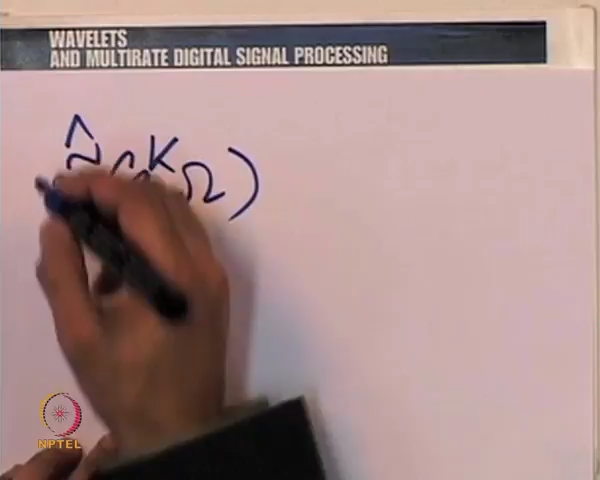 WAVELETS
AND MULTIRATE DIGITAL SIGNAL PROCESSING
K
Ω)
NPTEL